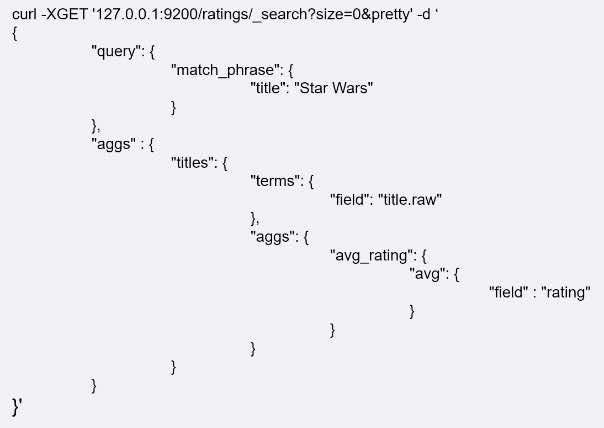 curl -XGET '127.0.0.1:9200/ratings/_search?size=0&pretty' -d ‘
{
"query": {
"match_phrase": {
"title": "Star Wars"
}
},
"aggs" : {
"titles": {
"terms": {
"field": "title.raw"
},
"aggs": {
"avg_rating": {
"avg": {
"field" : "rating"
}
}
}
}
}
}'